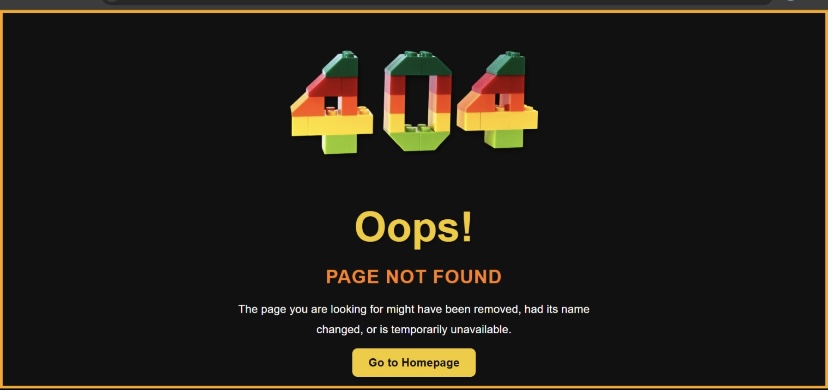 404
Oops!
PAGE NOT FOUND
The page you are looking for might have been removed, had its name
changed, or is temporarily unavailable.
Go to Homepage